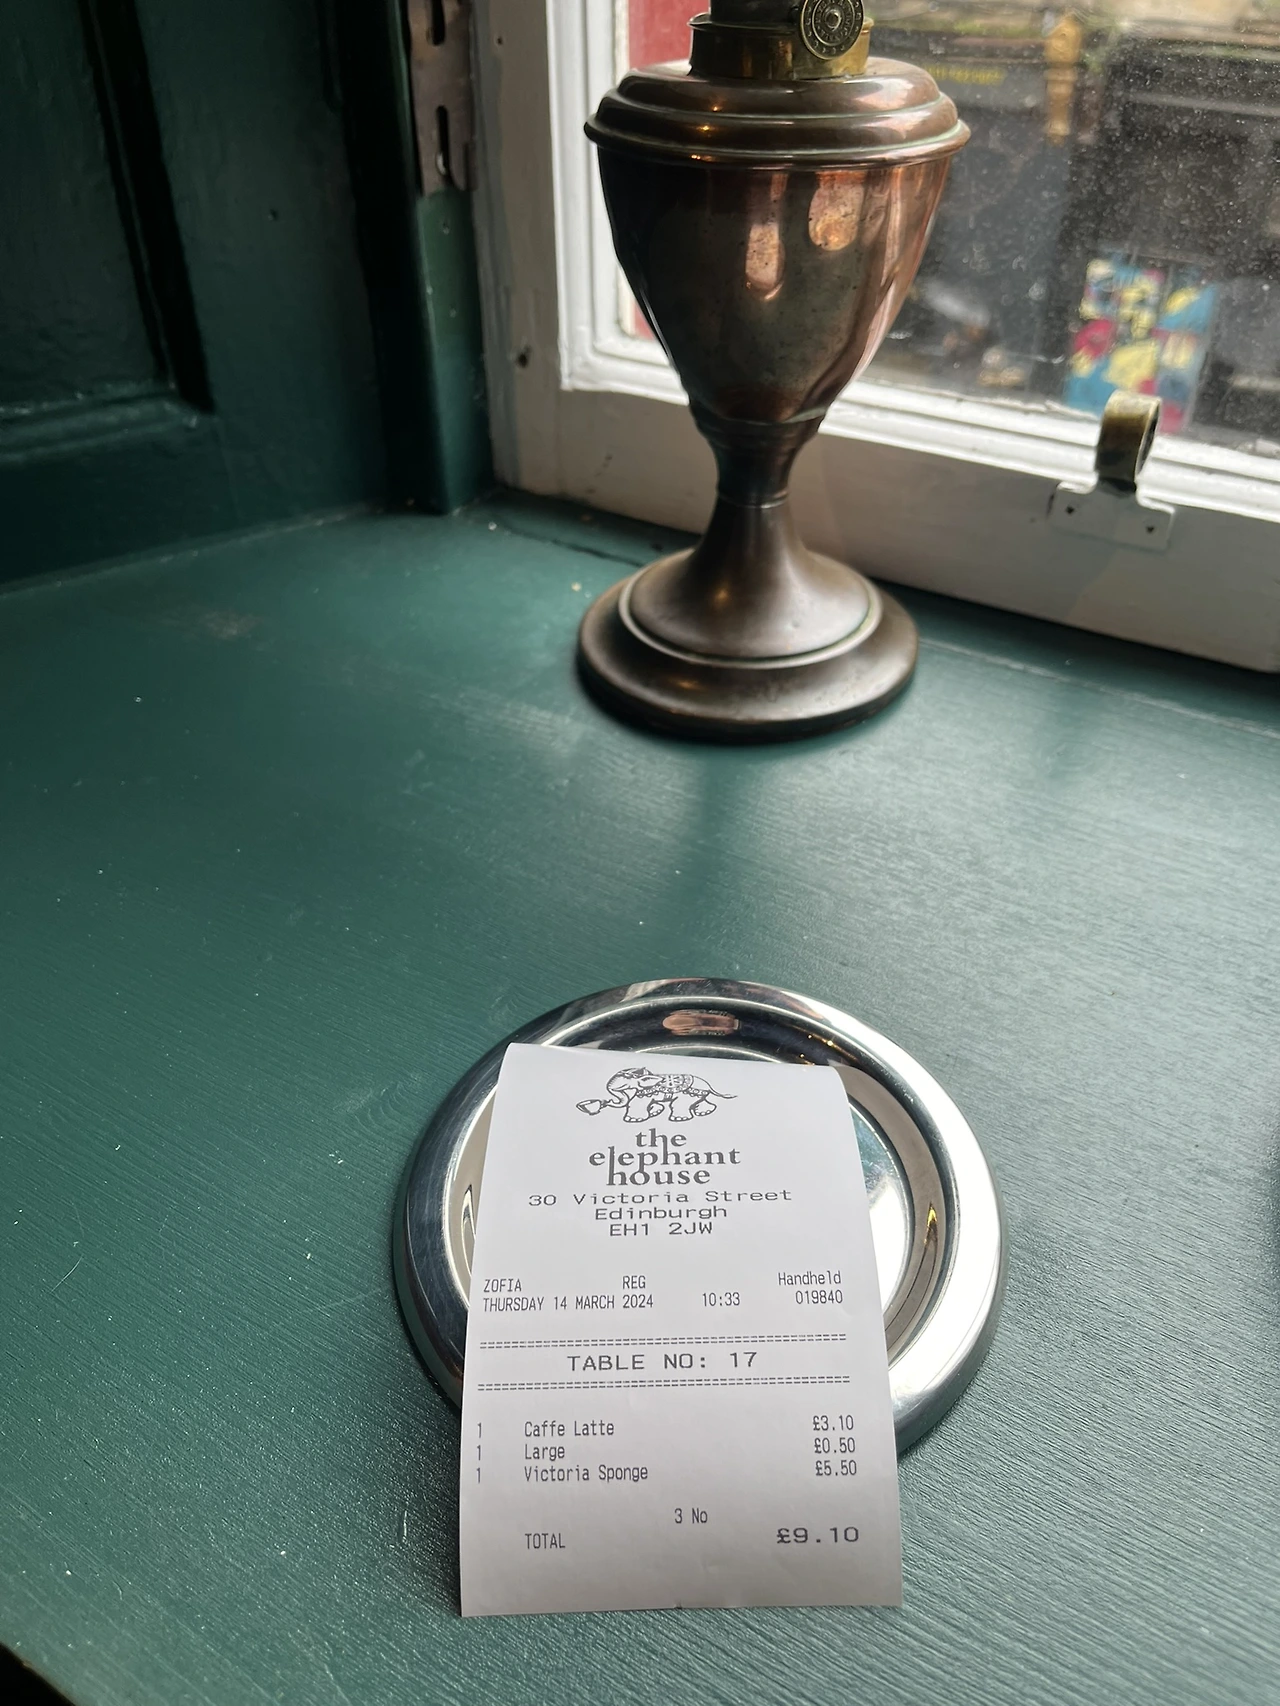 the
elephant
house
30 Victoria Street
Edinburgh
EH1 2JW
ZOFIA REG Handheld
THURSDAY 14 MARCH 2024 10:33 019840
==========================================
TABLE NO: 17
==========================================
1 Caffe Latte £3.10
1 Large £0.50
1 Victoria Sponge £5.50
3 No
TOTAL £9.10